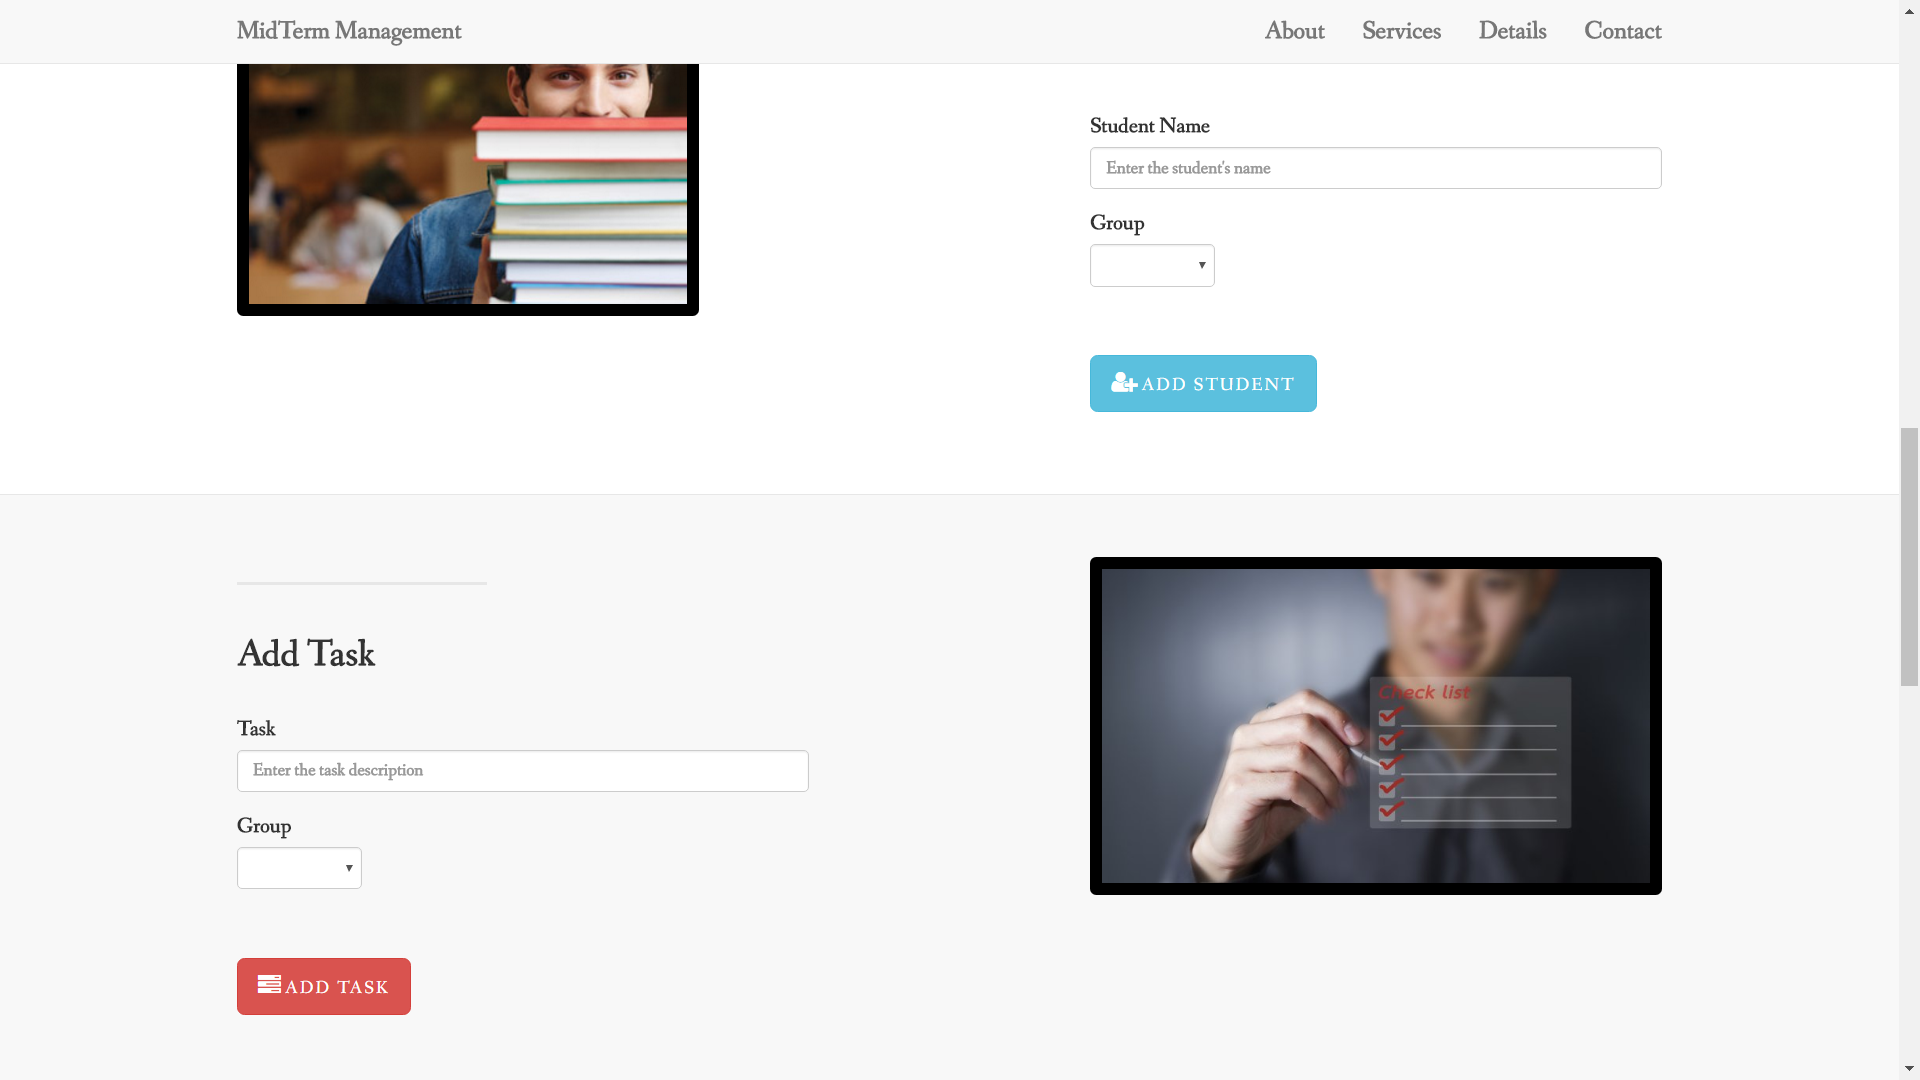 MidTerm Management
About
Services
Details
Contact
Student Name
Enter the student's name
Group
ADD STUDENT
Add Task
Task
Enter the task description
Group
ADD TASK
Check list